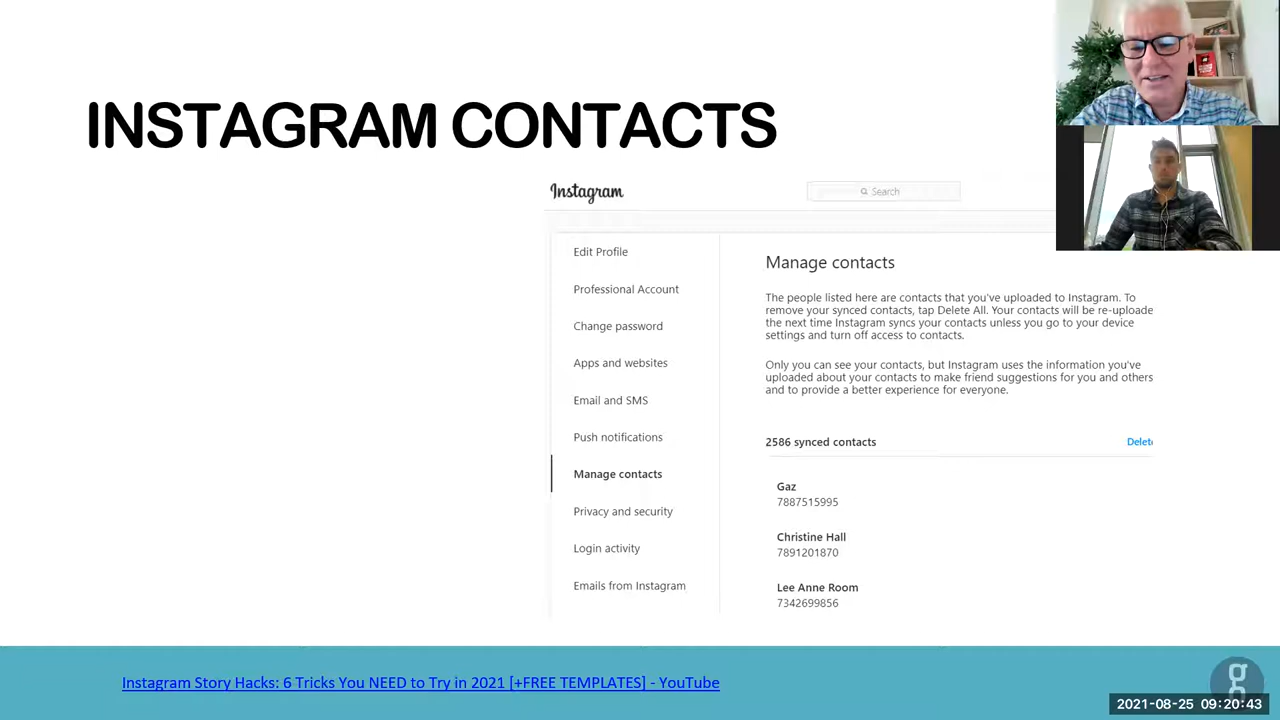 INSTAGRAM CONTACTS
Instagram
Search
Edit Profile
Professional Account
Change password
Apps and websites
Email and SMS
Push notifications
Manage contacts
Privacy and security
Login activity
Emails from Instagram
Manage contacts
The people listed here are contacts that you've uploaded to Instagram. To
remove your synced contacts, tap Delete All. Your contacts will be re-uploade
the next time Instagram syncs your contacts unless you go to your device
settings and turn off access to contacts.
Only you can see your contacts, but Instagram uses the information you've
uploaded about your contacts to make friend suggestions for you and others
and to provide a better experience for everyone.
2586 synced contacts
Delete
Gaz
7887515995
Christine Hall
7891201870
Lee Anne Room
7342699856
Instagram Story Hacks: 6 Tricks You NEED to Try in 2021 [+FREE TEMPLATES] - YouTube
g
2021-08-25 09:20:43